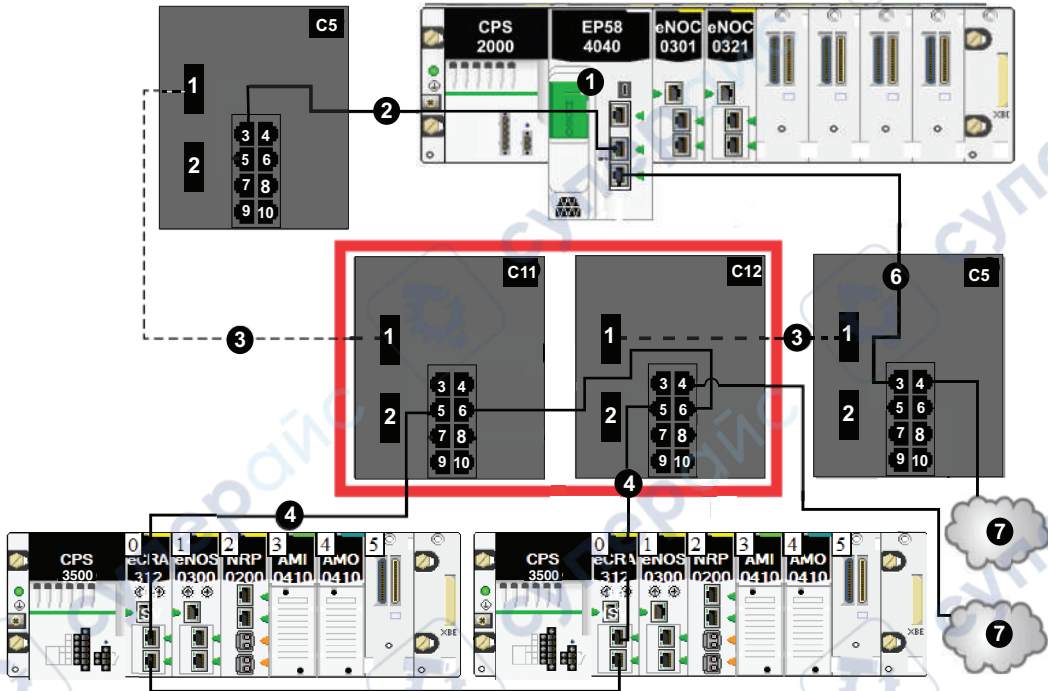 C5
CPS
2000
EP58
4040
eNOC
0301
eNOC
0321
XBE
1
1
2
2
3 4
5 6
7 8
9 10
супер
C11
C12
C5
6
1
1
1
3
3
2
2
2
3 4
5 6
7 8
9 10
3 4
5 6
7 8
9 10
3 4
5 6
7 8
9 10
суперайс
4
4
7
7
CPS
3500
0
eCRA
312
1
eNOS
0300
2
NRP
0200
3
AMI
0410
4
AMO
0410
5
S
XBE
CPS
3500
0
eCRA
312
1
eNOS
0300
2
NRP
0200
3
AMI
0410
4
AMO
0410
5
S
XBE